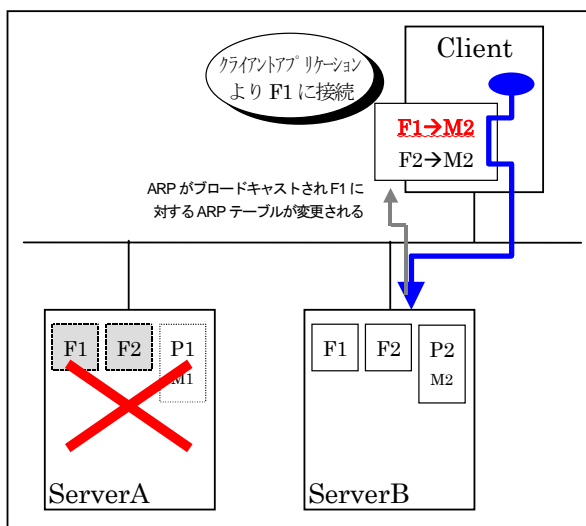 Client
クライアントアプリケーション
より F1 に接続
F1→M2
F2→M2
ARP がブロードキャストされ F1 に
対する ARP テーブルが変更される
F1
F2
P1
M1
ServerA
F1
F2
P2
M2
ServerB